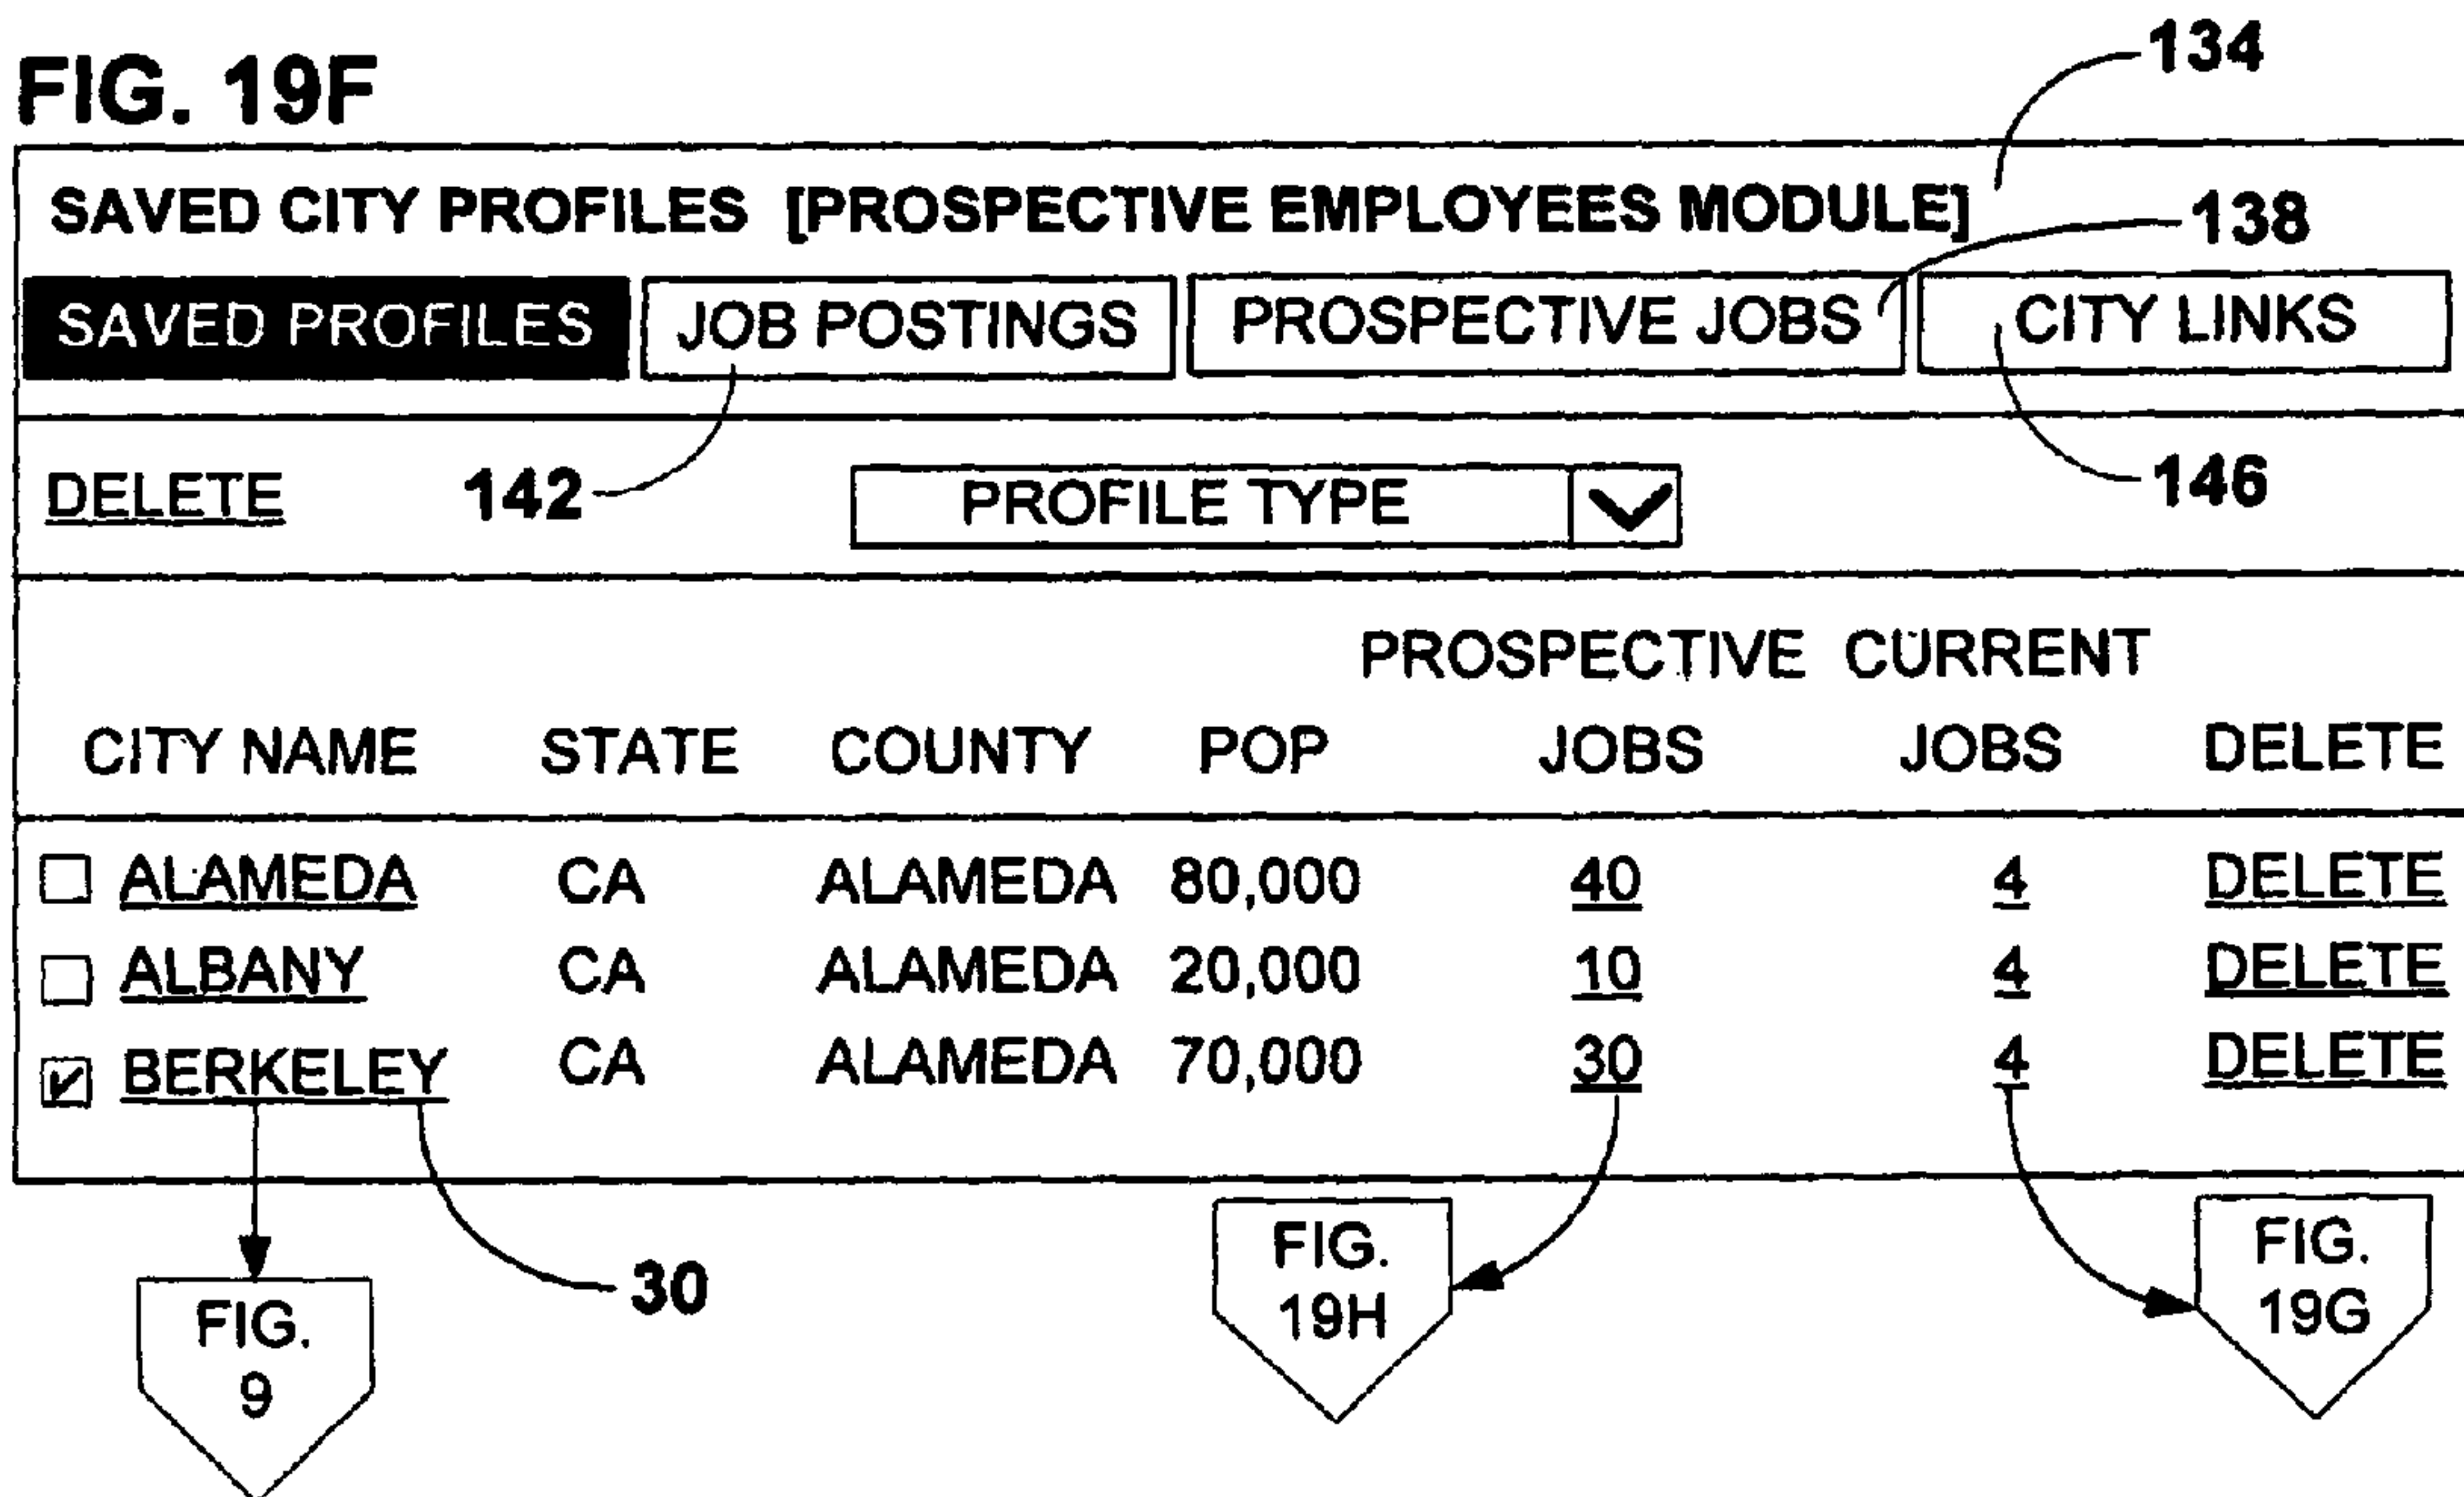 FIG. 19F
134
SAVED CITY PROFILES [PROSPECTIVE EMPLOYEES MODULE]
138
SAVED PROFILES JOB POSTINGS PROSPECTIVE JOBS CITY LINKS
DELETE 142 PROFILE TYPE 146
PROSPECTIVE CURRENT
CITY NAME STATE COUNTY POP JOBS JOBS DELETE
ALAMEDA CA ALAMEDA 80,000 40 4 DELETE
ALBANY CA ALAMEDA 20,000 10 4 DELETE
BERKELEY CA ALAMEDA 70,000 30 4 DELETE
30
FIG.
9
FIG.
19H
FIG.
19G